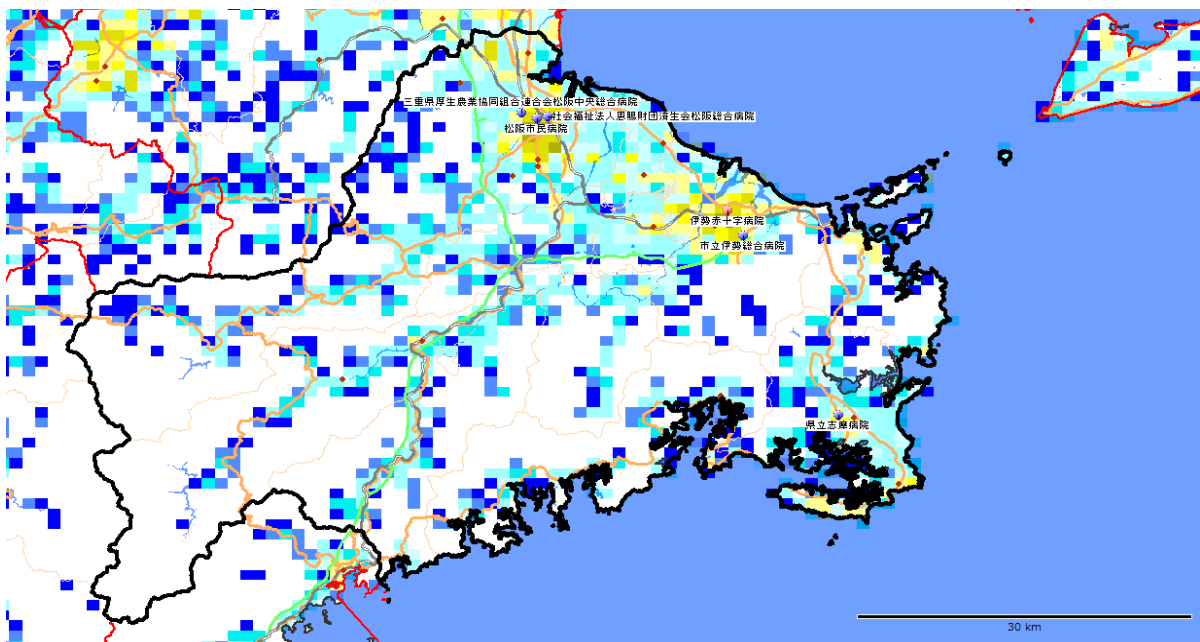 三重県厚生農業協同組合連合会松阪中央総合病院
社会福祉法人恩賜財団済生会松阪総合病院
松阪市民病院
伊勢赤十字病院
市立伊勢総合病院
県立志摩病院
30 km